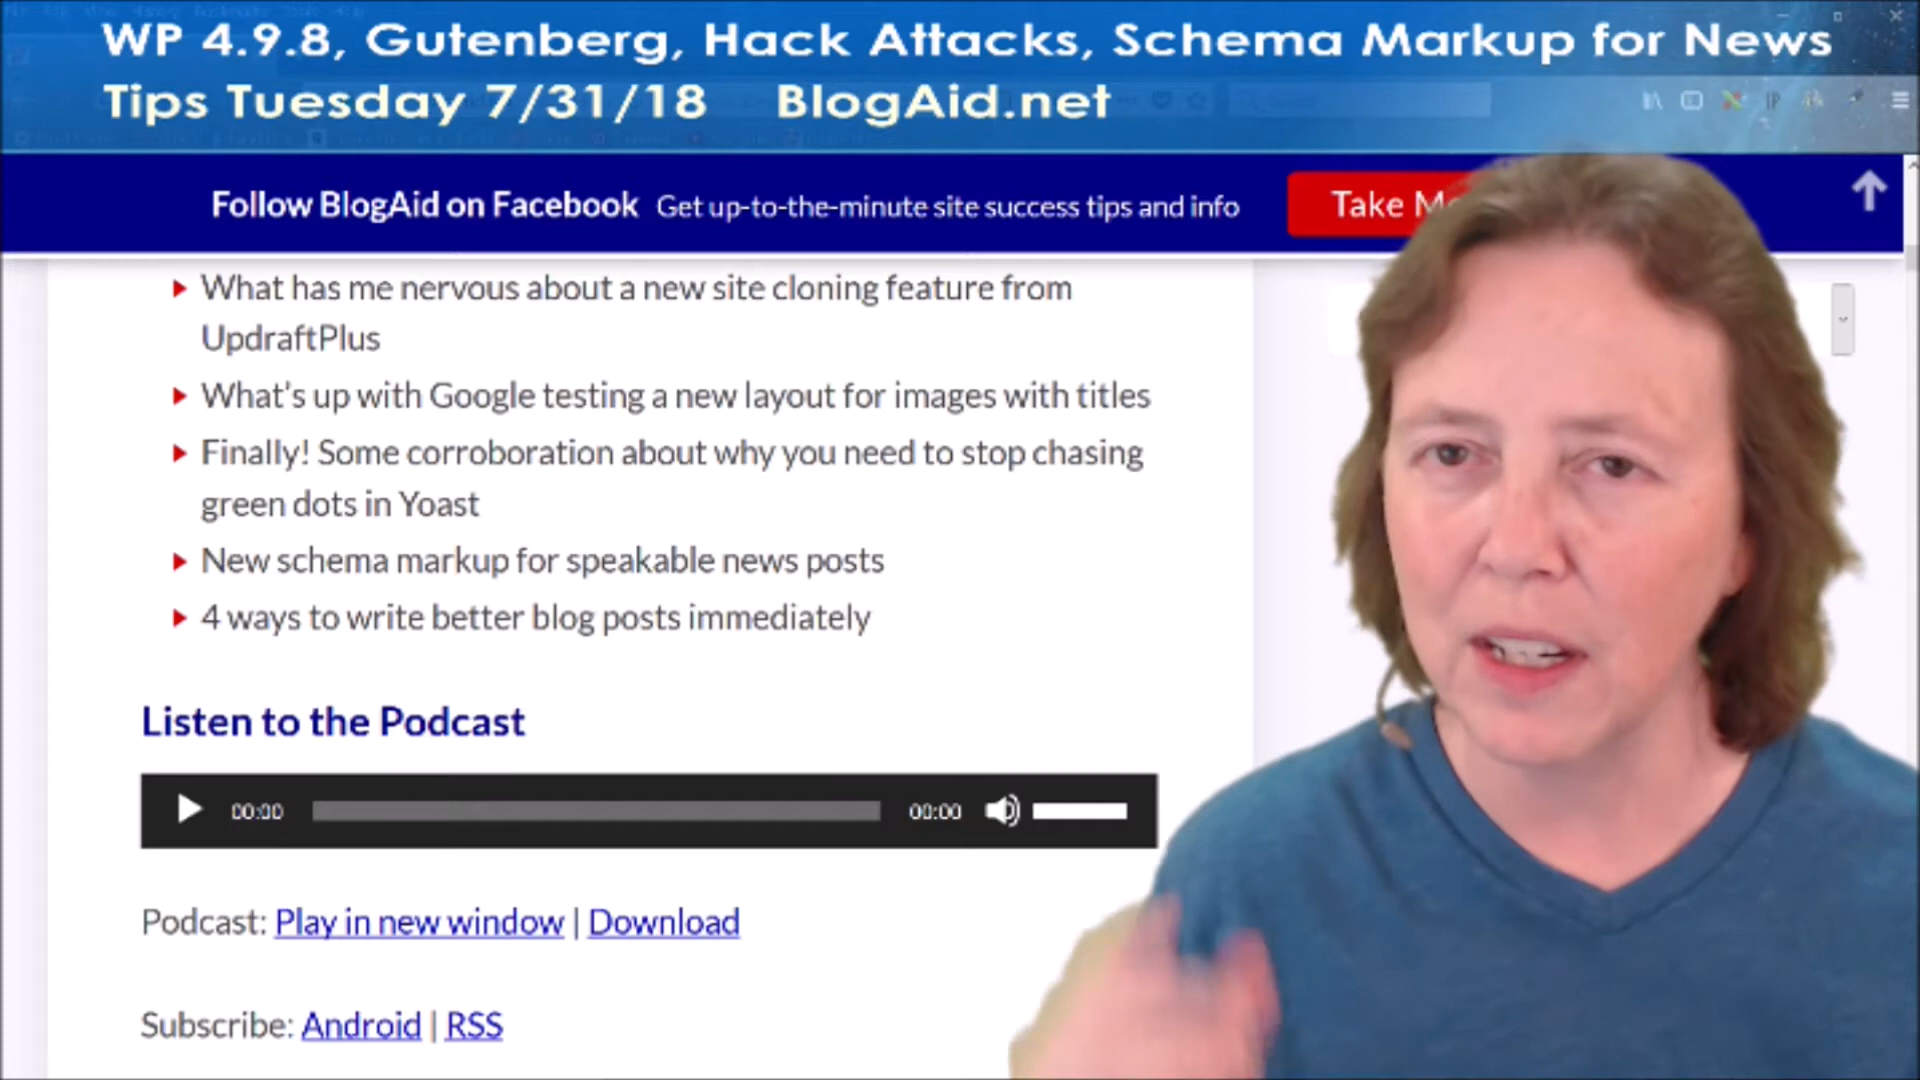 WP 4.9.8, Gutenberg, Hack Attacks, Schema Markup for News
Tips Tuesday 7/31/18 BlogAid.net
Follow BlogAid on Facebook Get up-to-the-minute site success tips and info
Take
What has me nervous about a new site cloning feature from
UpdraftPlus
What's up with Google testing a new layout for images with titles
Finally! Some corroboration about why you need to stop chasing
green dots in Yoast
New schema markup for speakable news posts
4 ways to write better blog posts immediately
Listen to the Podcast
00:00 00:00
Podcast: Play in new window | Download
Subscribe: Android | RSS